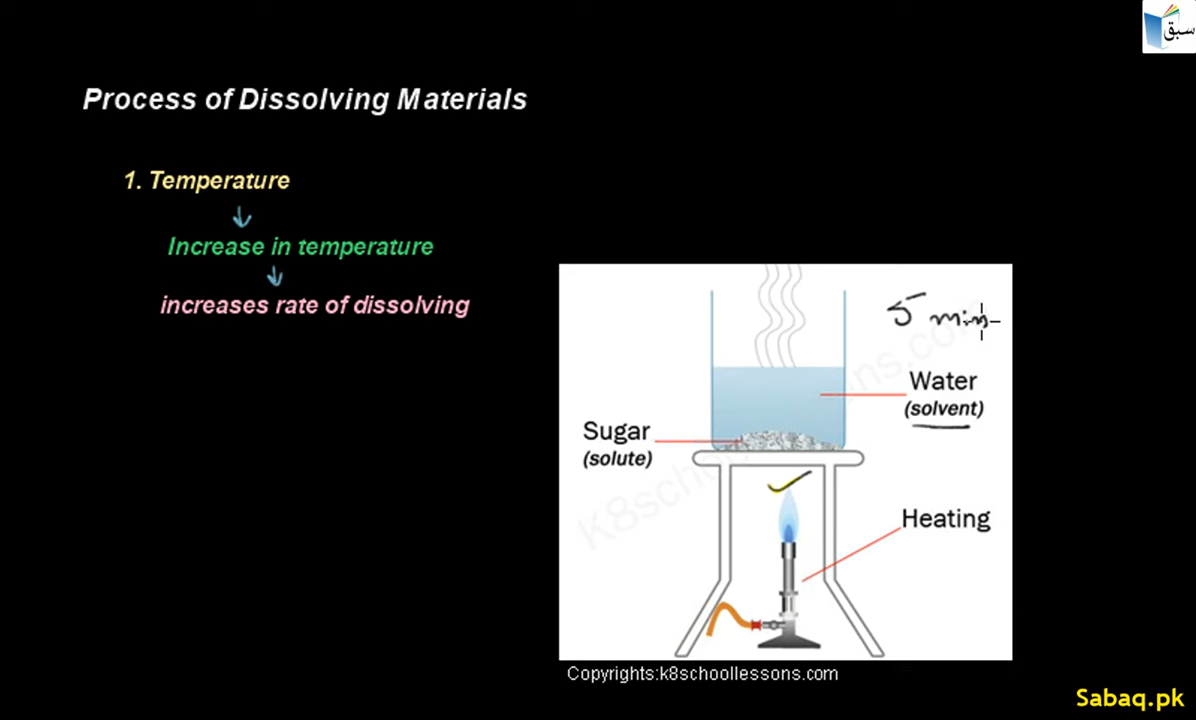 سبق
Process of Dissolving Materials
1. Temperature
Increase in temperature
increases rate of dissolving
5 min
Water
(solvent)
Sugar
(solute)
Heating
Copyrights:k8schoollessons.com
Sabaq.pk